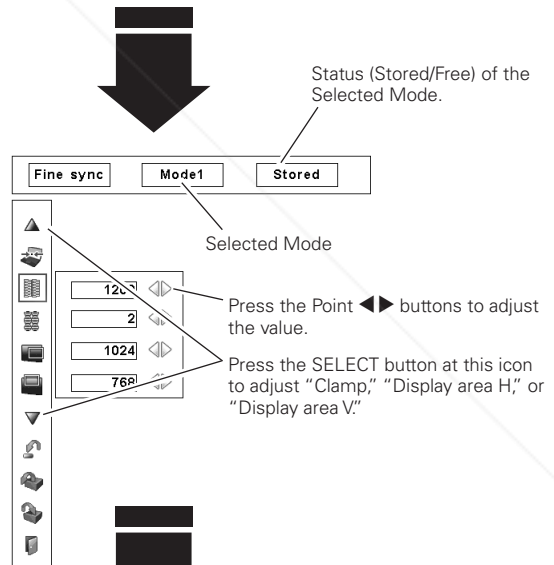 Status (Stored/Free) of the
Selected Mode.
Fine sync Mode1 Stored
Selected Mode
2
1024
768
Press the Point ◀▶ buttons to adjust
the value.
Press the SELECT button at this icon
to adjust “Clamp,” “Display area H,” or
“Display area V.”